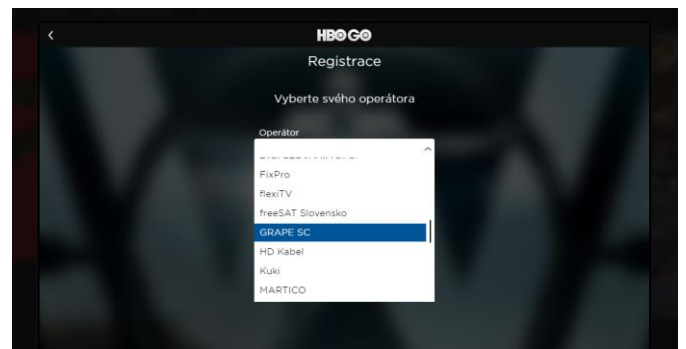 HBO GO
Registrace
Vyberte svého operátora
Operátor
FixPro
flexiTV
freeSAT Slovensko
GRAPE SC
HD Kabel
Kuki
MARTICO